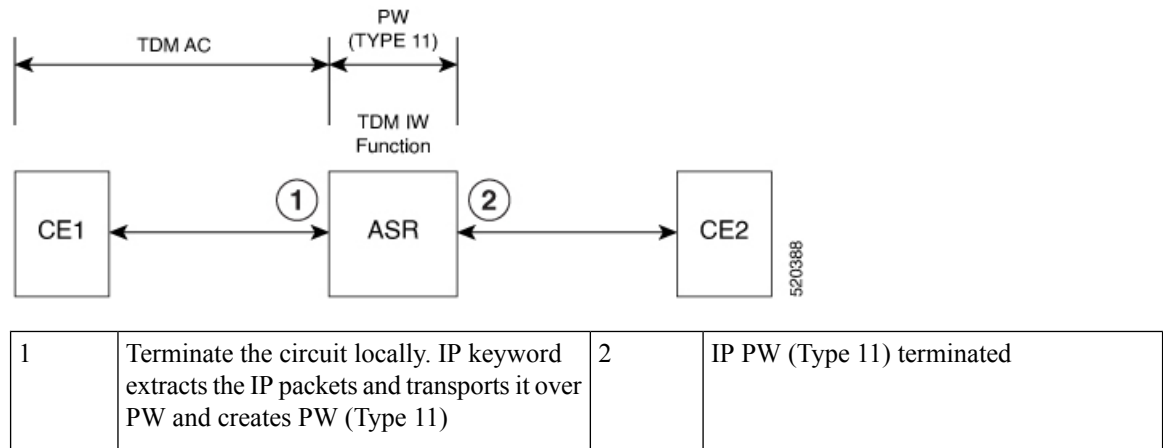 PW
(TYPE 11)
TDM AC
TDM IW
Function
1
2
CE1
ASR
CE2
520388
1
Terminate the circuit locally. IP keyword
extracts the IP packets and transports it over
PW and creates PW (Type 11)
2
IP PW (Type 11) terminated